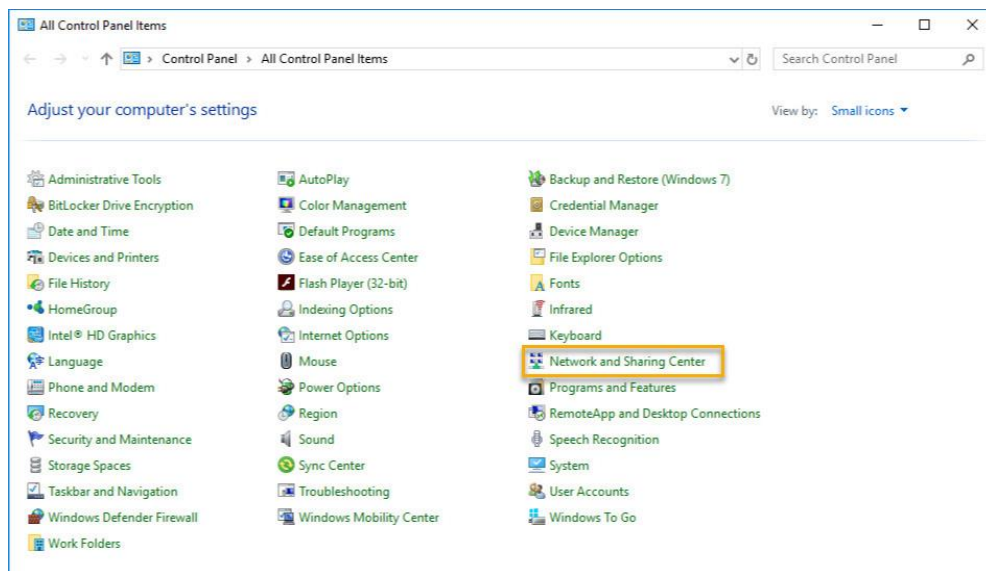 All Control Panel Items
Control Panel > All Control Panel Items
Search Control Panel
Adjust your computer's settings
View by: Small icons
Administrative Tools AutoPlay Backup and Restore (Windows 7)
BitLocker Drive Encryption Color Management Credential Manager
Date and Time Default Programs Device Manager
Devices and Printers Ease of Access Center File Explorer Options
File History Flash Player (32-bit) Fonts
HomeGroup Indexing Options Infrared
Intel® HD Graphics Internet Options Keyboard
Language Mouse Network and Sharing Center
Phone and Modem Power Options Programs and Features
Recovery Region RemoteApp and Desktop Connections
Security and Maintenance Sound Speech Recognition
Storage Spaces Sync Center System
Taskbar and Navigation Troubleshooting User Accounts
Windows Defender Firewall Windows Mobility Center Windows To Go
Work Folders